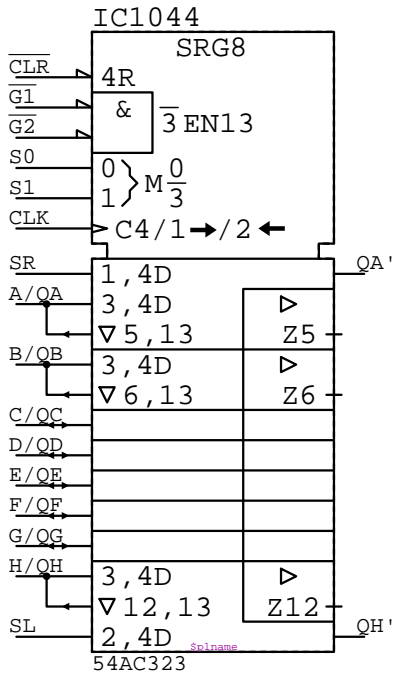 IC1044
SRG8
CLR
4R
G1
&
3EN13
G2
S0
0
0
M
3
S1
1
CLK
C4/1→/2←
SR
1,4D
QA'
A/QA
3,4D
▷
▽5,13
Z5
B/QB
3,4D
▷
▽6,13
Z6
C/QC
D/QD
E/QE
F/QF
G/QG
H/QH
3,4D
▷
▽12,13
Z12
SL
2,4D
QH'
$plname
54AC323